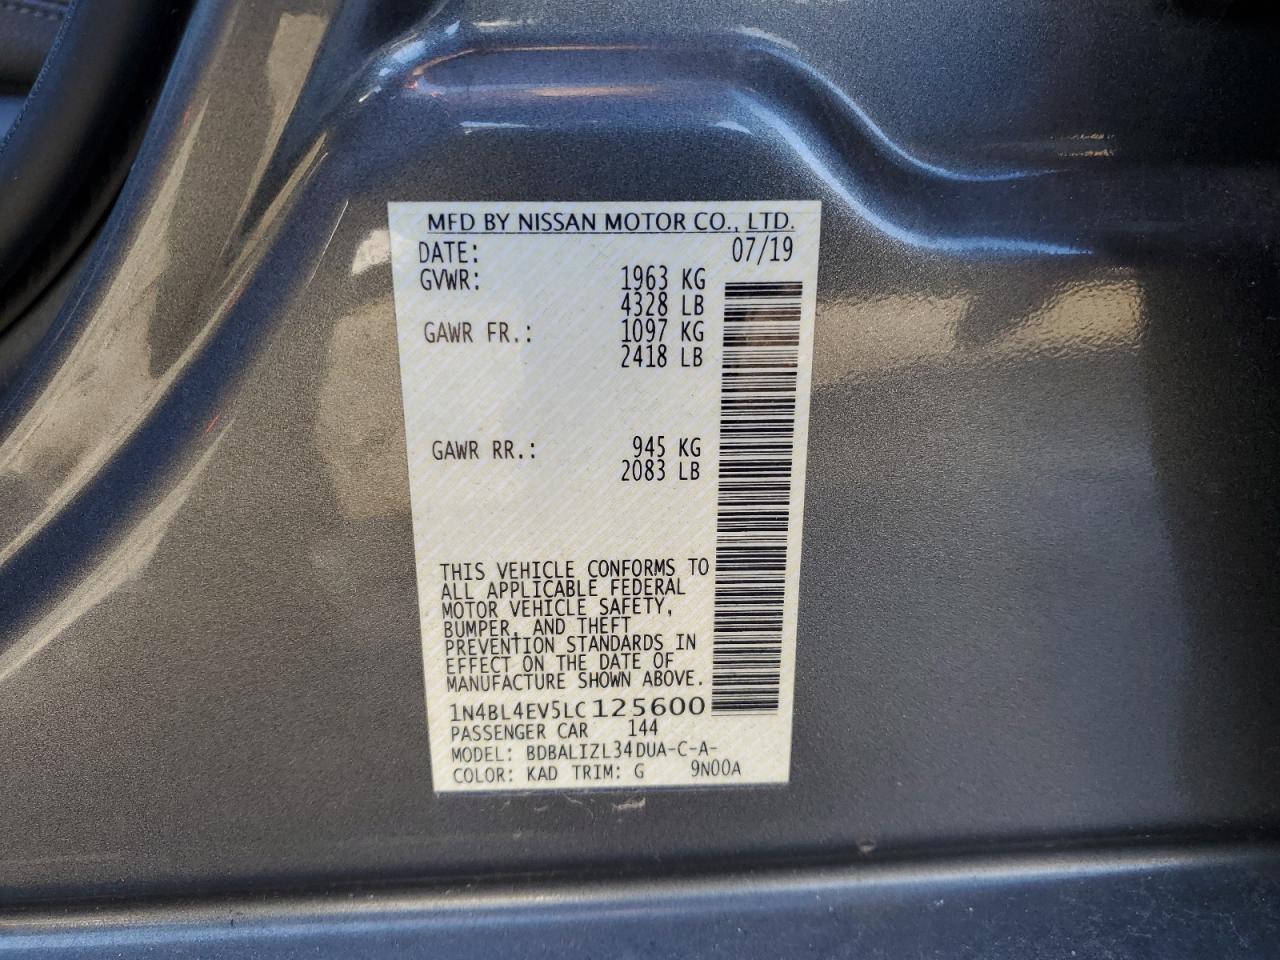 MFD BY NISSAN MOTOR CO., LTD.
DATE: 07/19
GVWR: 1963 KG
4328 LB
GAWR FR.: 1097 KG
2418 LB
GAWR RR.: 945 KG
2083 LB
THIS VEHICLE CONFORMS TO
ALL APPLICABLE FEDERAL
MOTOR VEHICLE SAFETY,
BUMPER, AND THEFT
PREVENTION STANDARDS IN
EFFECT ON THE DATE OF
MANUFACTURE SHOWN ABOVE.
1N4BL4EV5LC125600
PASSENGER CAR 144
MODEL: BDBALIZL34DUA-C-A-
COLOR: KAD TRIM: G 9N00A